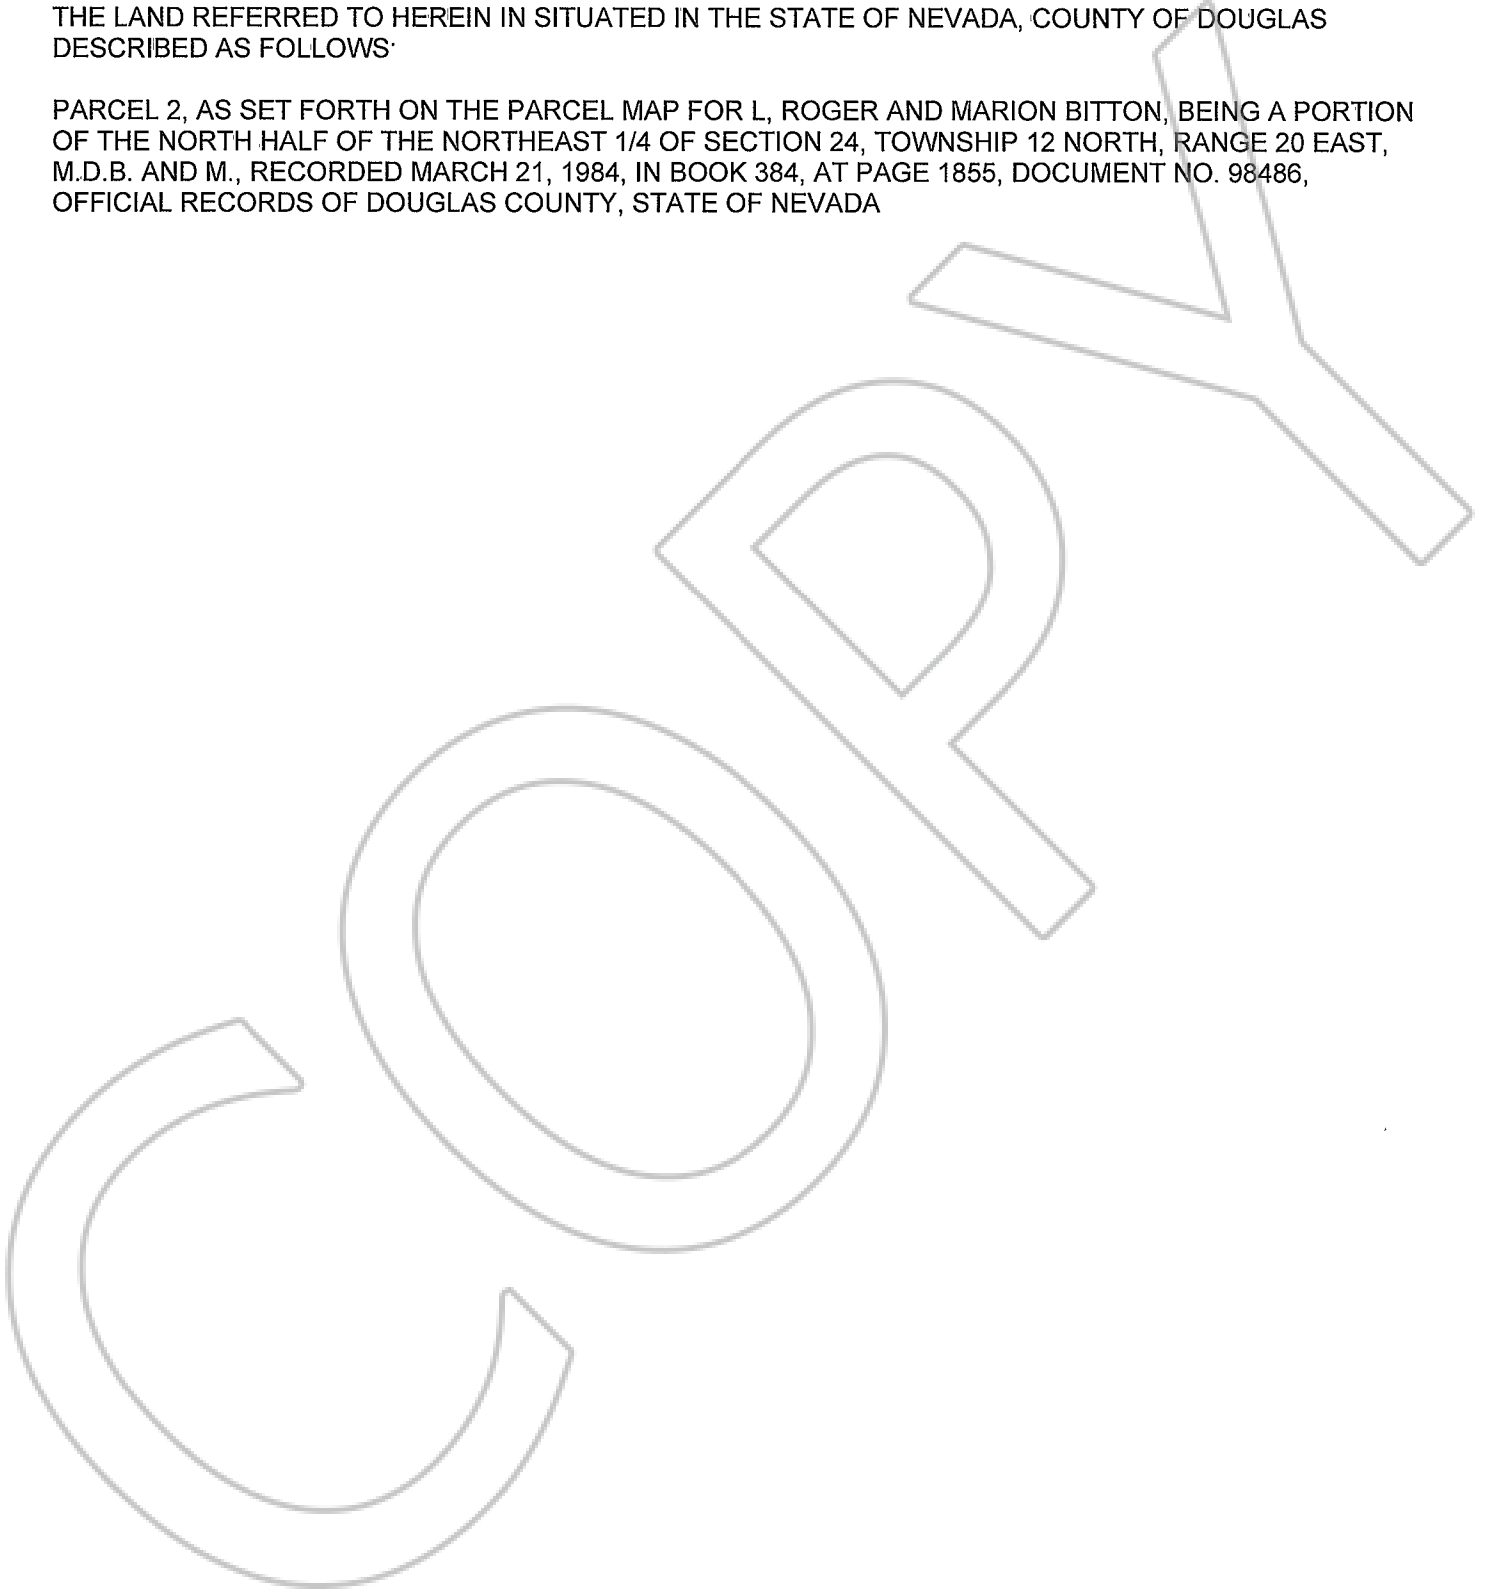 THE LAND REFERRED TO HEREIN IN SITUATED IN THE STATE OF NEVADA, COUNTY OF DOUGLAS
DESCRIBED AS FOLLOWS:

PARCEL 2, AS SET FORTH ON THE PARCEL MAP FOR L, ROGER AND MARION BITTON, BEING A PORTION
OF THE NORTH HALF OF THE NORTHEAST 1/4 OF SECTION 24, TOWNSHIP 12 NORTH, RANGE 20 EAST,
M.D.B. AND M., RECORDED MARCH 21, 1984, IN BOOK 384, AT PAGE 1855, DOCUMENT NO. 98486,
OFFICIAL RECORDS OF DOUGLAS COUNTY, STATE OF NEVADA
COPY